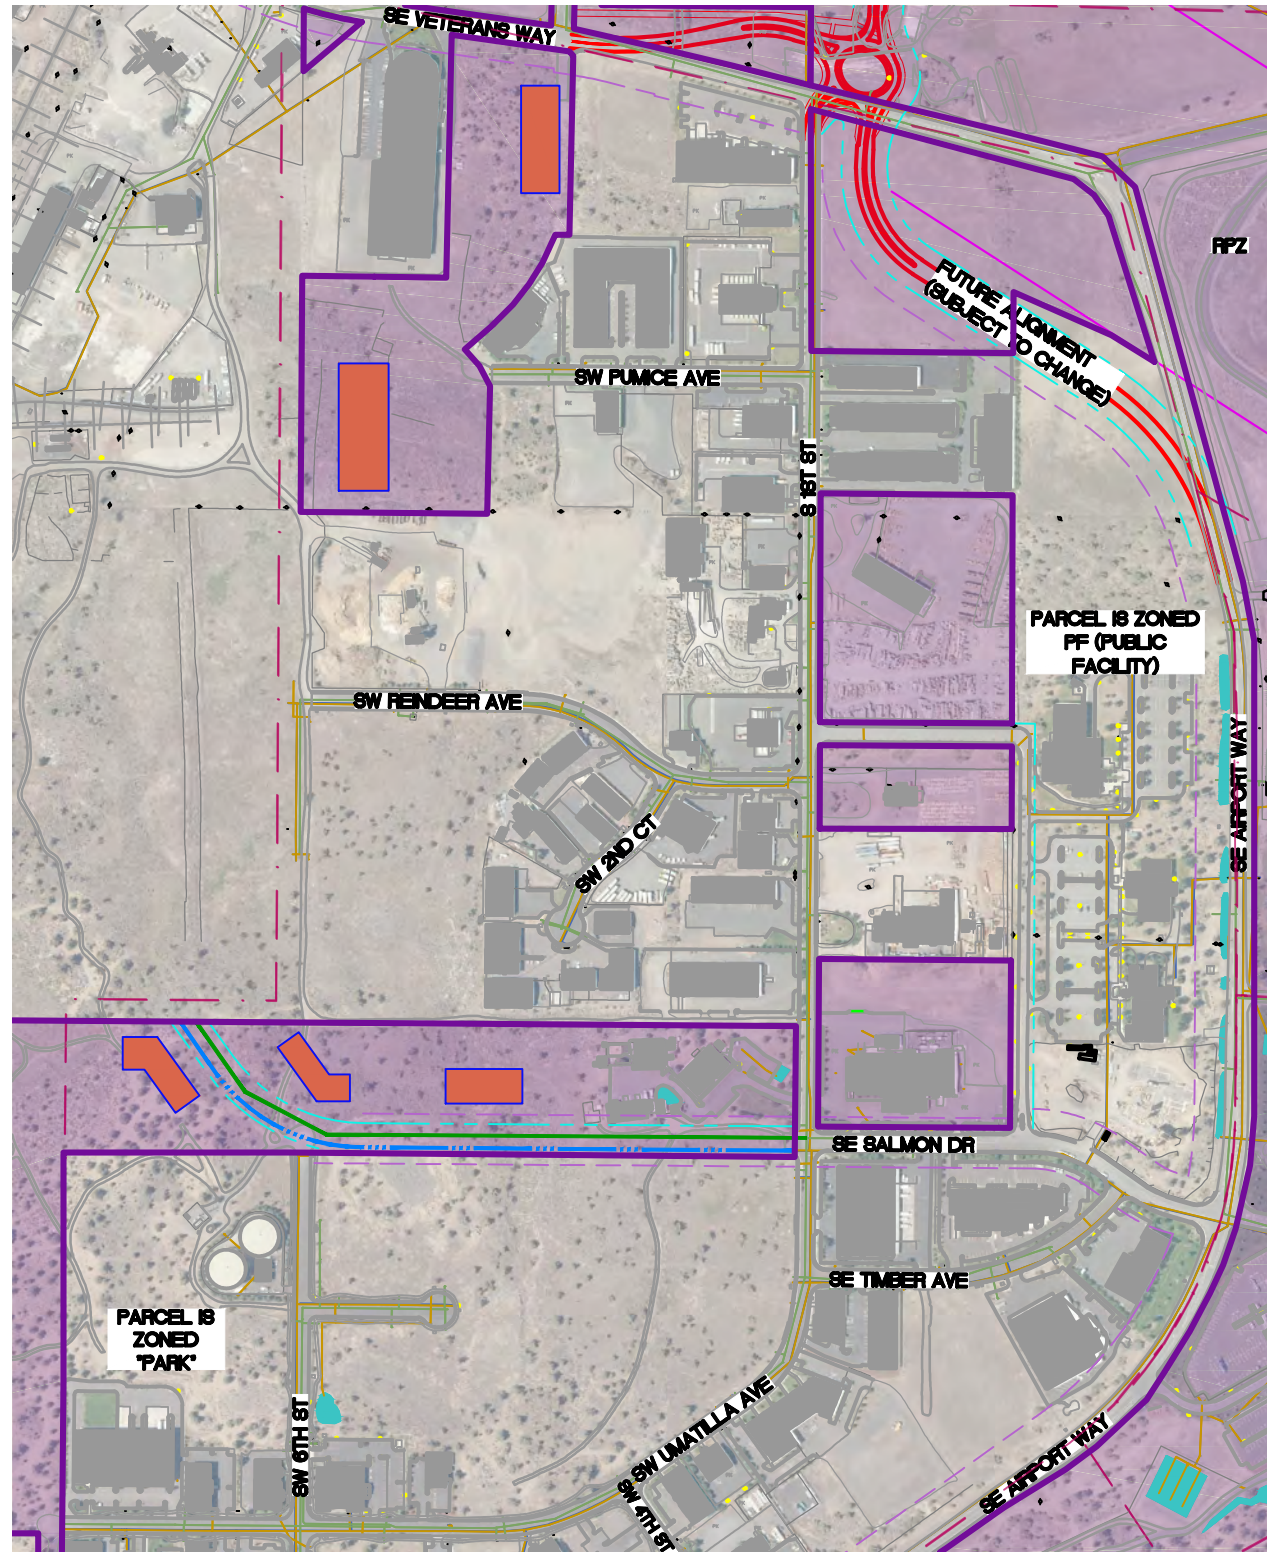 SE VETERANS WAY
RPZ
FUTURE ALIGNMENT
(SUBJECT TO CHANGE)
SW PUMICE AVE
S 1ST ST
PARCEL IS ZONED
PF (PUBLIC
FACILITY)
SW REINDEER AVE
SE AIRPORT WAY
SW 2ND CT
SE SALMON DR
SE TIMBER AVE
PARCEL IS
ZONED
"PARK"
SW 6TH ST
SW UMATILLA AVE
SE AIRPORT WAY
SW 4TH ST